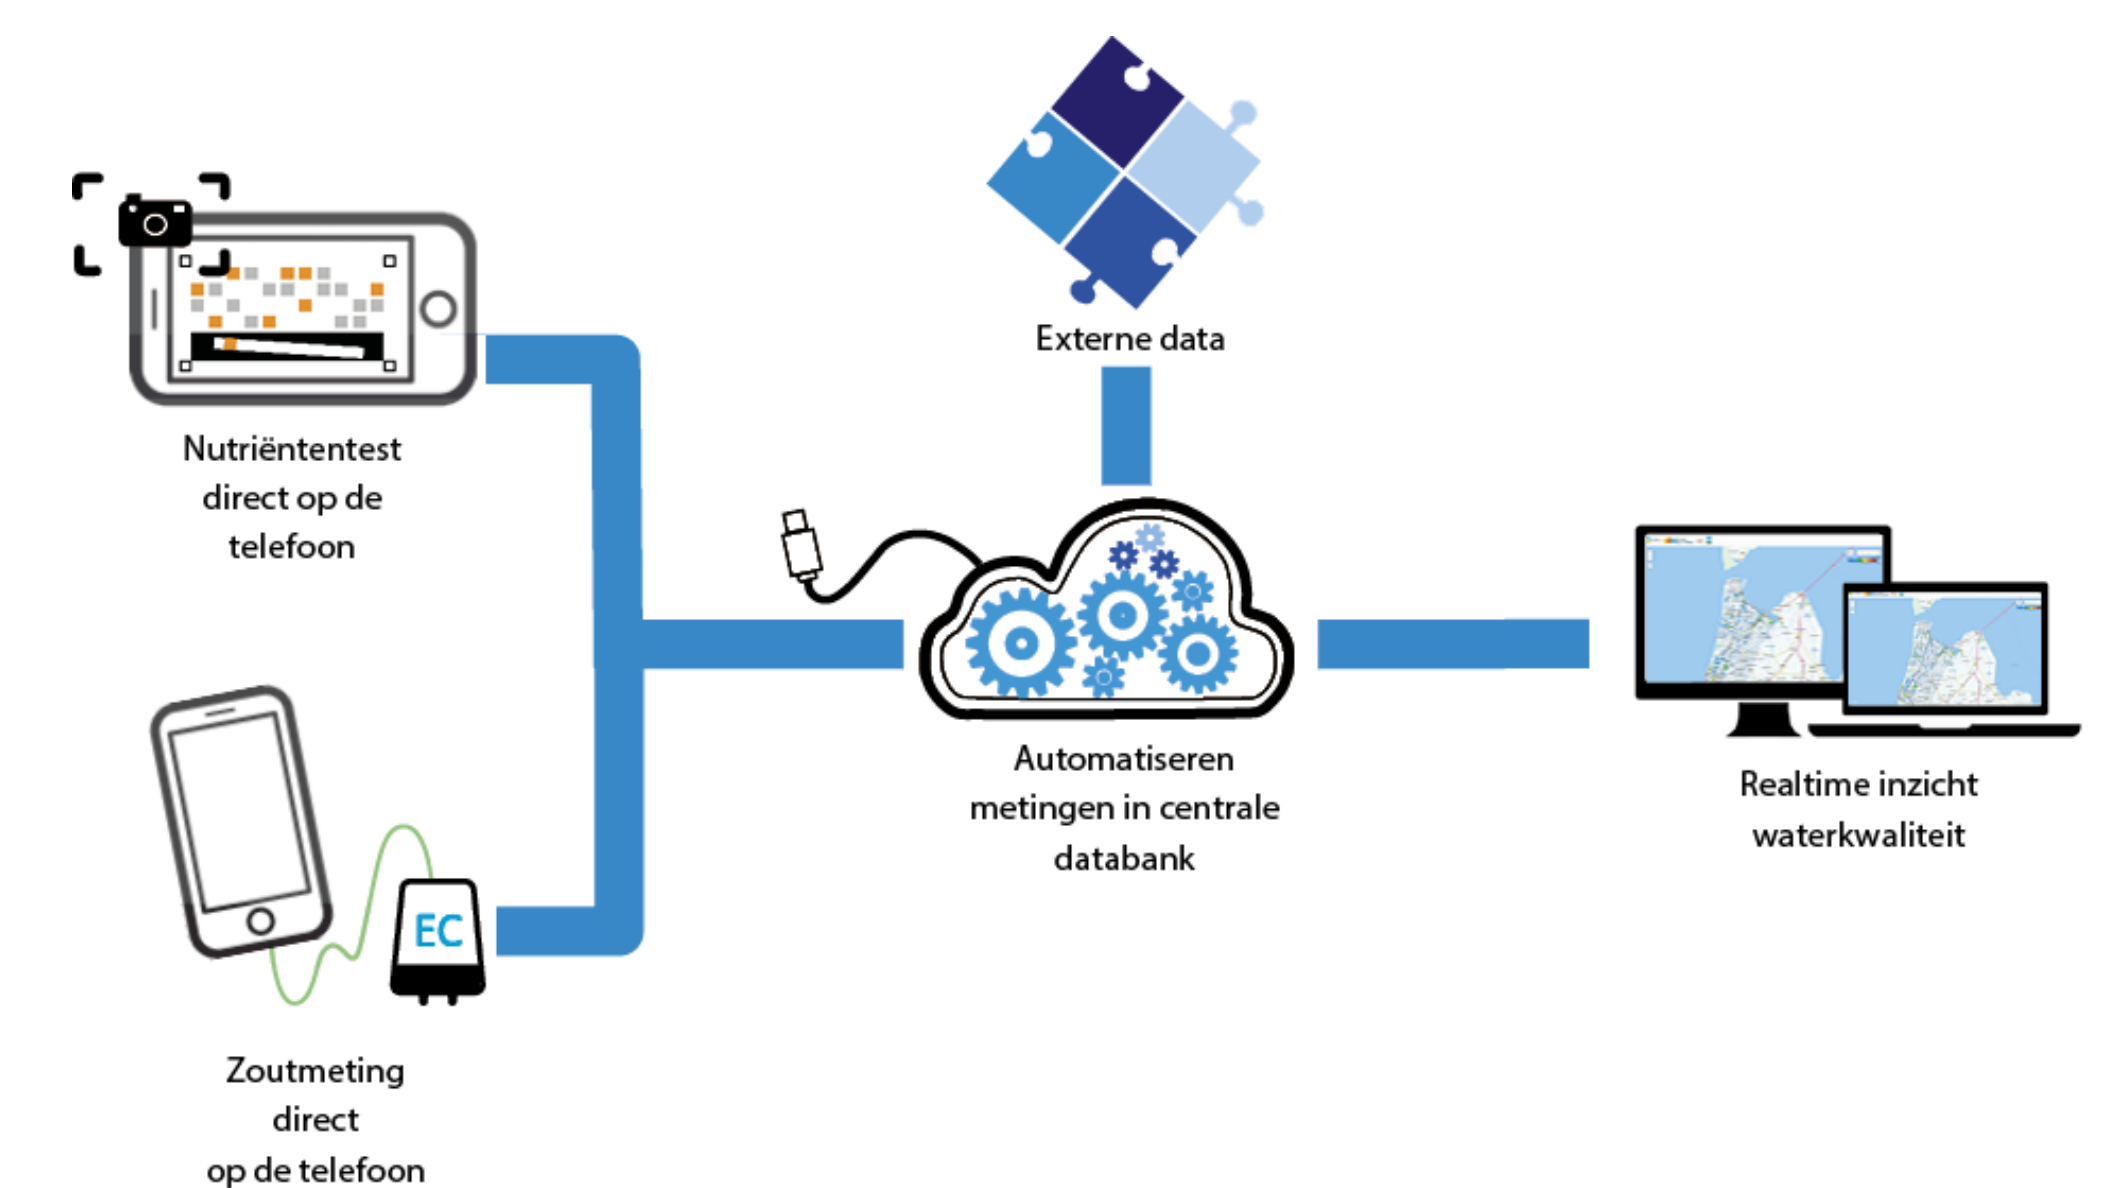 Externe data
Nutriëntentest
direct op de
telefoon
Automatiseren
metingen in centrale
databank
Realtime inzicht
waterkwaliteit
EC
Zoutmeting
direct
op de telefoon